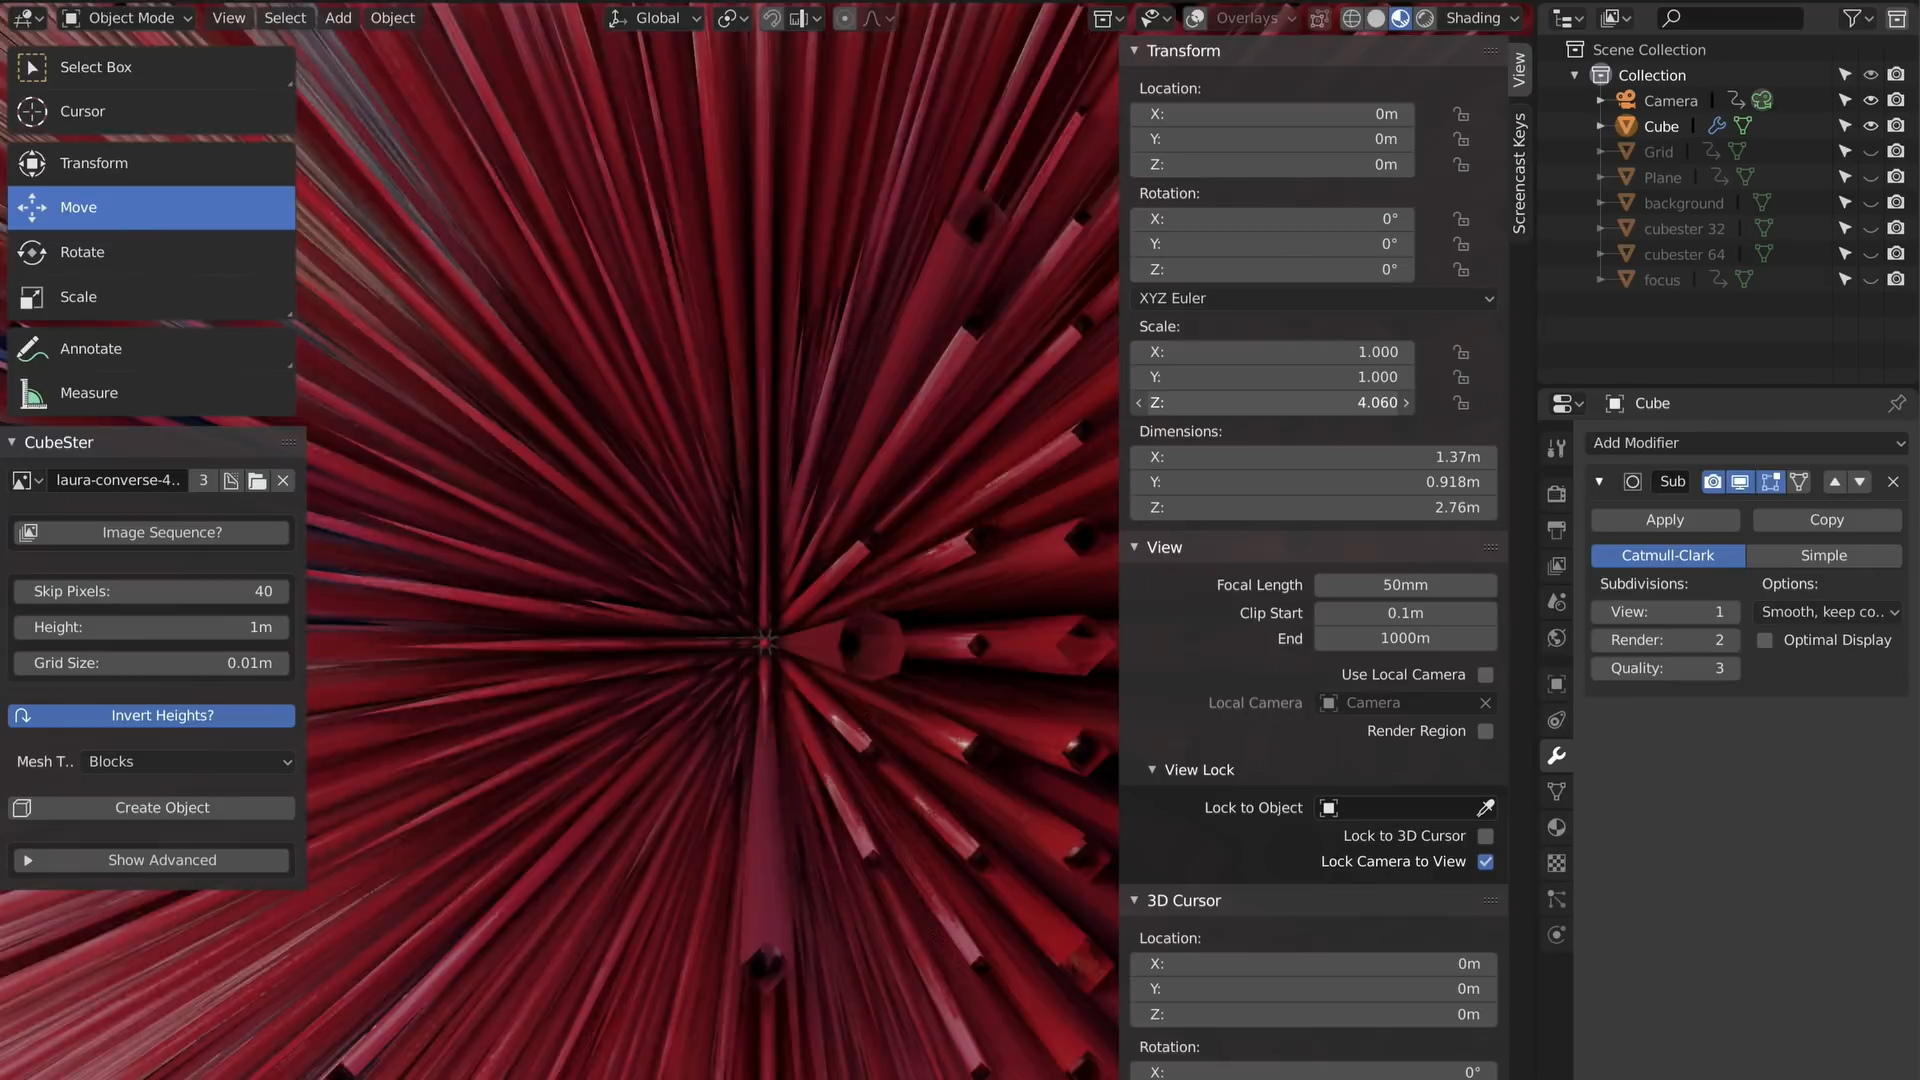 Object Mode
View
Select
Add
Object
Global
Overlays
Shading
Select Box
Cursor
Transform
Move
Rotate
Scale
Annotate
Measure
CubeSter
laura-converse-4..
3
Image Sequence?
Skip Pixels: 40
Height: 1m
Grid Size: 0.01m
Invert Heights?
Mesh T.. Blocks
Create Object
Show Advanced
Transform
Location:
X: 0m
Y: 0m
Z: 0m
Rotation:
X: 0°
Y: 0°
Z: 0°
XYZ Euler
Scale:
X: 1.000
Y: 1.000
Z: 4.060
Dimensions:
X: 1.37m
Y: 0.918m
Z: 2.76m
View
Focal Length 50mm
Clip Start 0.1m
End 1000m
Use Local Camera
Local Camera Camera
Render Region
View Lock
Lock to Object
Lock to 3D Cursor
Lock Camera to View
3D Cursor
Location:
X: 0m
Y: 0m
Z: 0m
Rotation:
X: 0°
View
Screencast Keys
Scene Collection
Collection
Camera
Cube
Grid
Plane
background
cubester 32
cubester 64
focus
Cube
Add Modifier
Sub
Apply
Copy
Catmull-Clark
Simple
Subdivisions:
Options:
View: 1
Smooth, keep co..
Render: 2
Optimal Display
Quality: 3